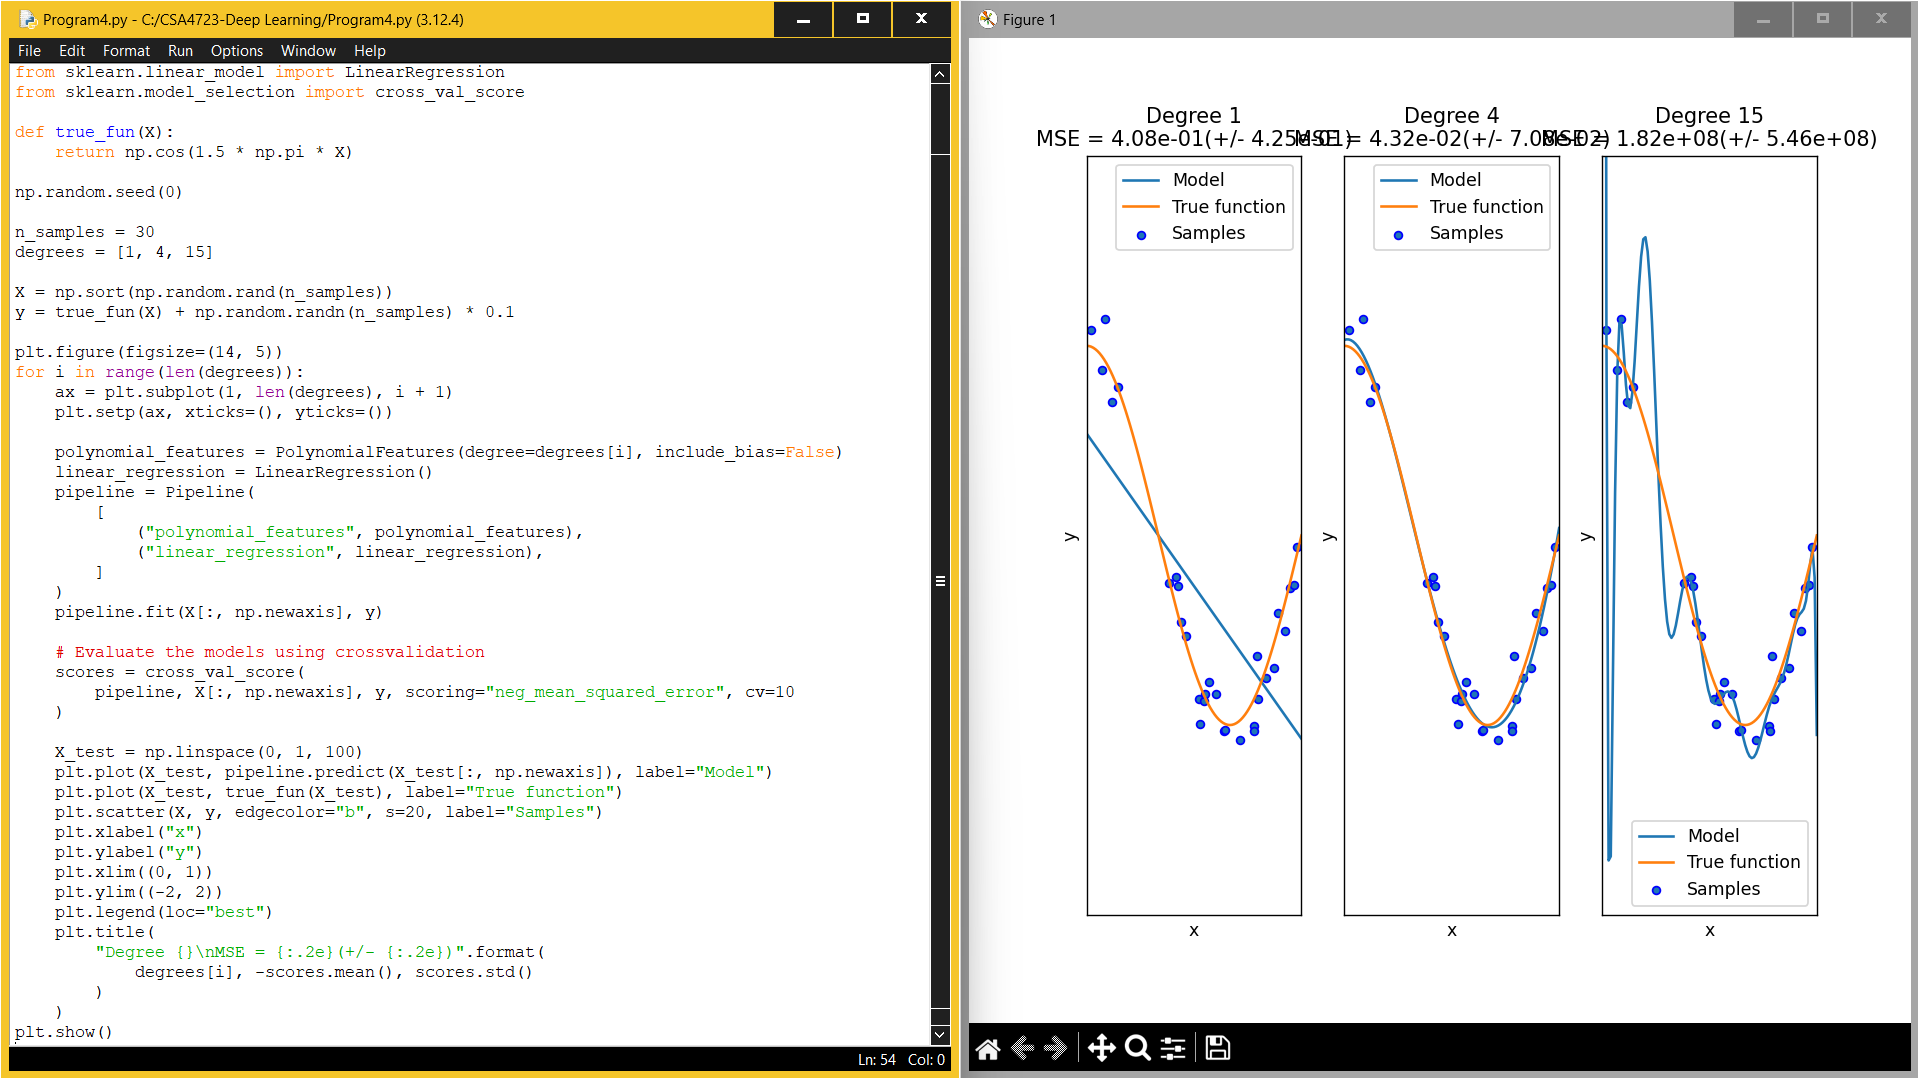 Program4.py - C:/CSA4723-Deep Learning/Program4.py (3.12.4)
File Edit Format Run Options Window Help
from sklearn.linear_model import LinearRegression
from sklearn.model_selection import cross_val_score
def true_fun(X):
    return np.cos(1.5 * np.pi * X)
np.random.seed(0)
n_samples = 30
degrees = [1, 4, 15]
X = np.sort(np.random.rand(n_samples))
y = true_fun(X) + np.random.randn(n_samples) * 0.1
plt.figure(figsize=(14, 5))
for i in range(len(degrees)):
    ax = plt.subplot(1, len(degrees), i + 1)
    plt.setp(ax, xticks=(), yticks=())
    polynomial_features = PolynomialFeatures(degree=degrees[i], include_bias=False)
    linear_regression = LinearRegression()
    pipeline = Pipeline(
        [
            ("polynomial_features", polynomial_features),
            ("linear_regression", linear_regression),
        ]
    )
    pipeline.fit(X[:, np.newaxis], y)
    # Evaluate the models using crossvalidation
    scores = cross_val_score(
        pipeline, X[:, np.newaxis], y, scoring="neg_mean_squared_error", cv=10
    )
    X_test = np.linspace(0, 1, 100)
    plt.plot(X_test, pipeline.predict(X_test[:, np.newaxis]), label="Model")
    plt.plot(X_test, true_fun(X_test), label="True function")
    plt.scatter(X, y, edgecolor="b", s=20, label="Samples")
    plt.xlabel("x")
    plt.ylabel("y")
    plt.xlim((0, 1))
    plt.ylim((-2, 2))
    plt.legend(loc="best")
    plt.title(
        "Degree {}\nMSE = {:.2e}(+/- {:.2e})".format(
            degrees[i], -scores.mean(), scores.std()
        )
    )
plt.show()
Ln: 54 Col: 0
Figure 1
Degree 1
MSE = 4.08e-01(+/- 4.25e-01)
Model
True function
Samples
y
x
Degree 4
MSE = 4.32e-02(+/- 7.08e-02)
Model
True function
Samples
y
x
Degree 15
MSE = 1.82e+08(+/- 5.46e+08)
y
Model
True function
Samples
x